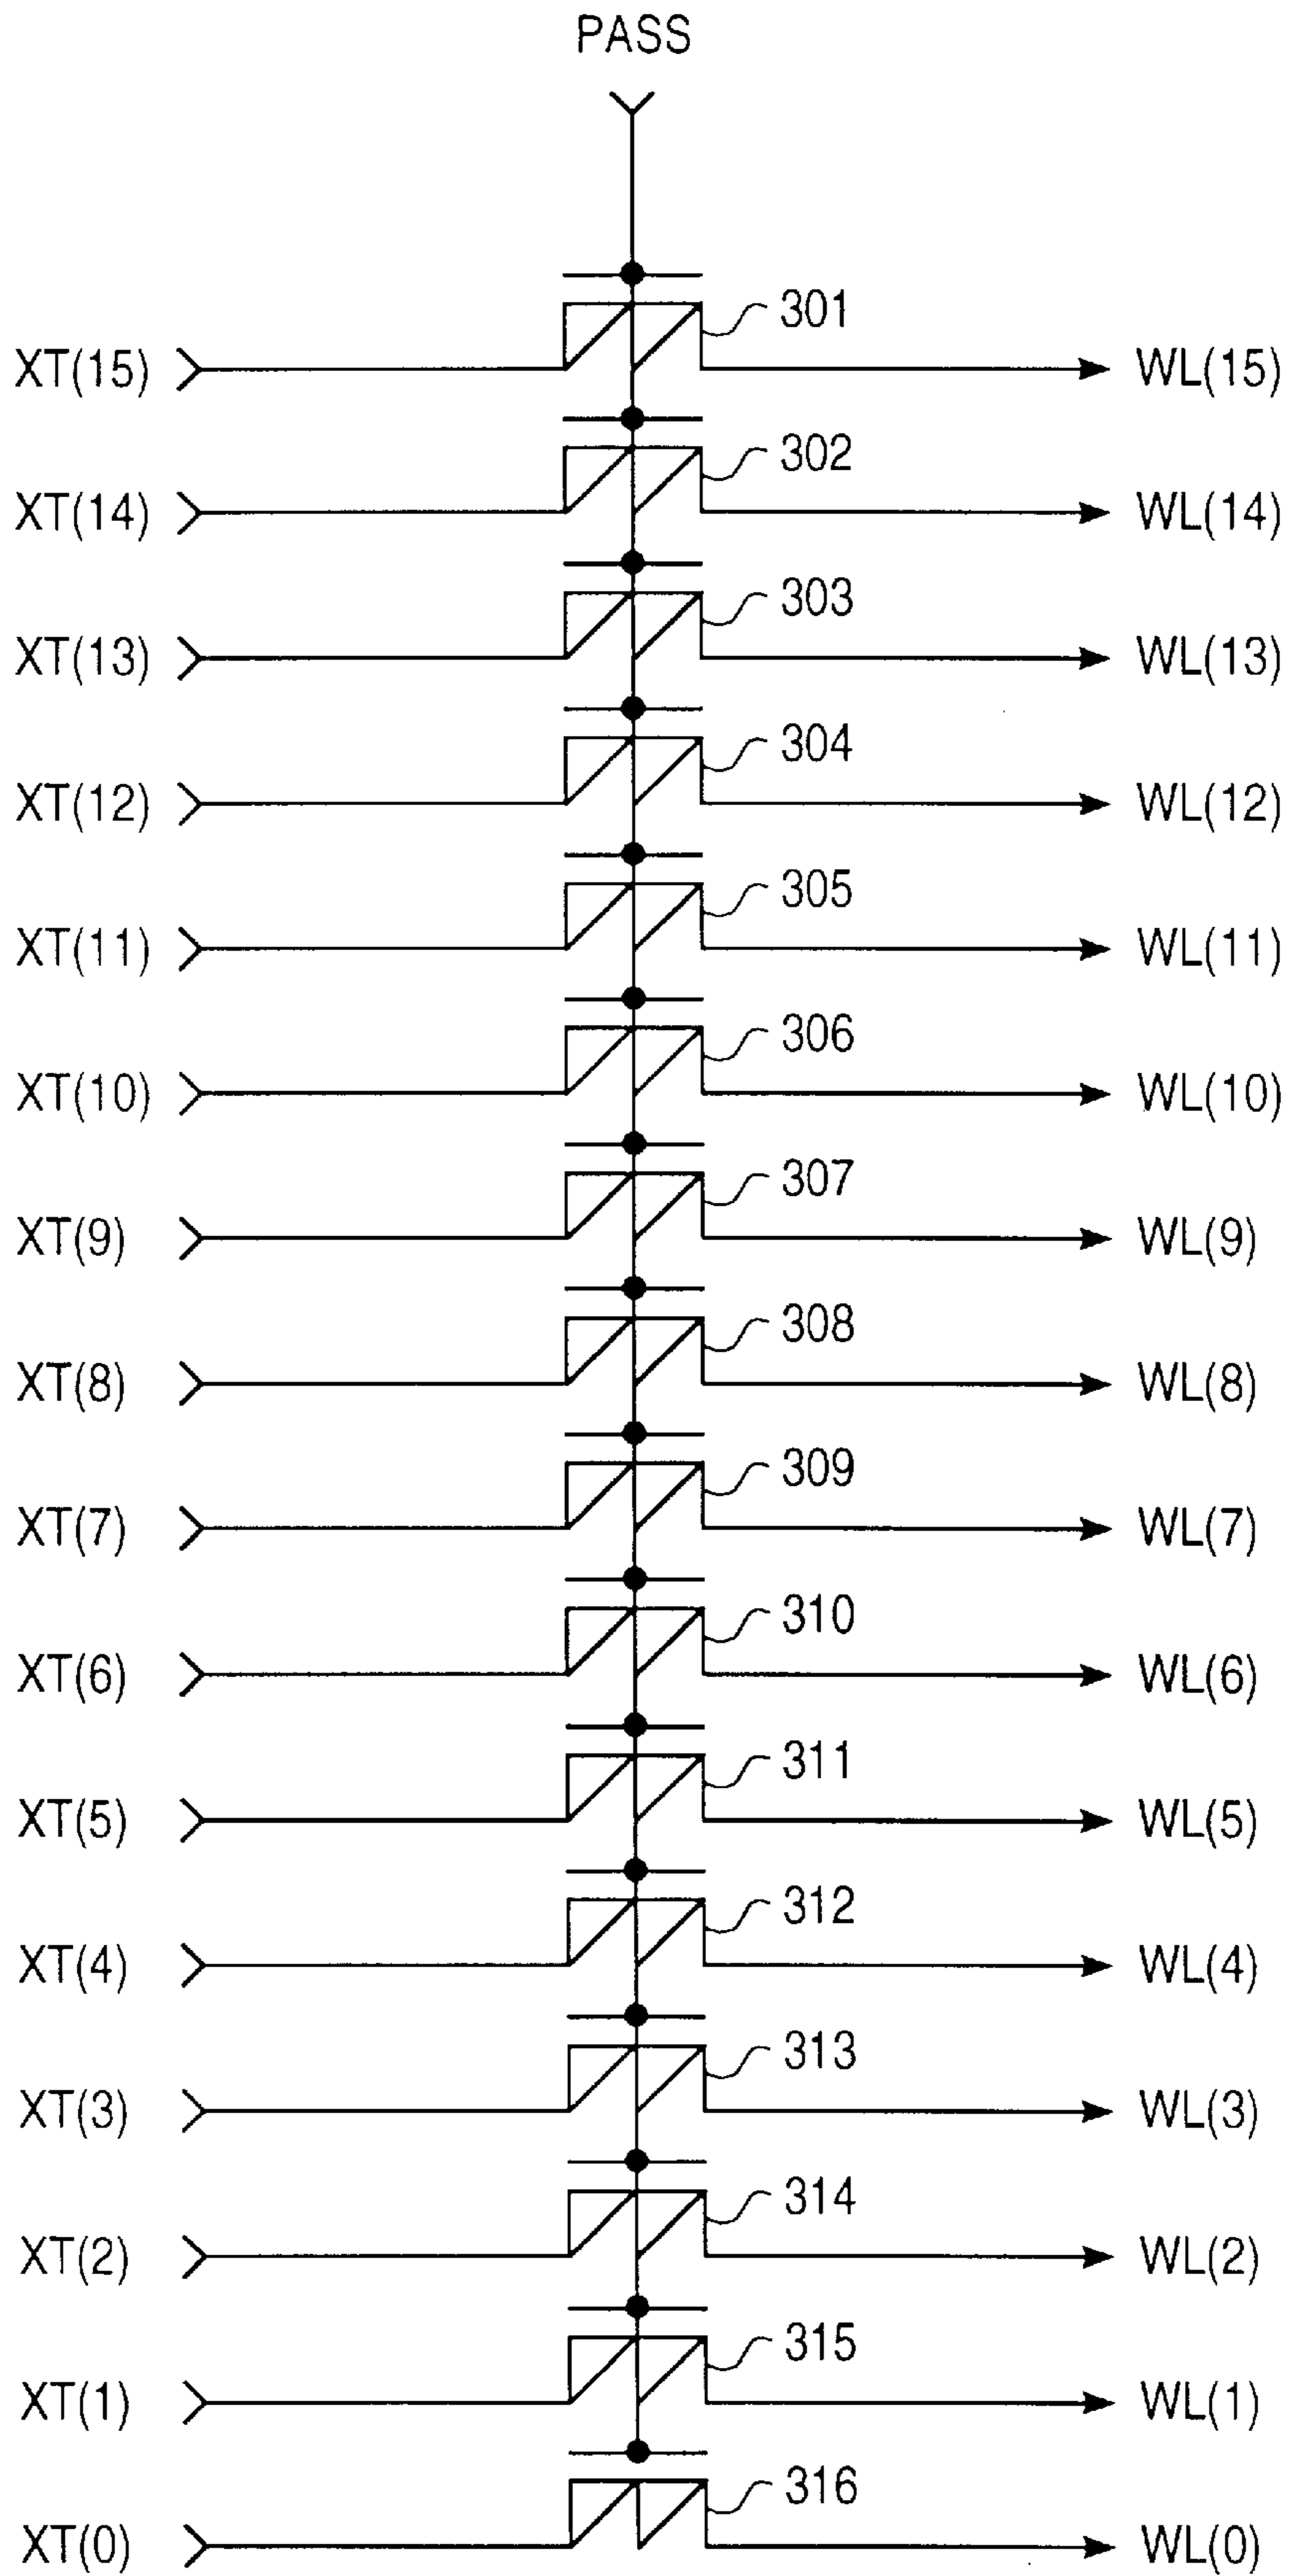 PASS
301
XT(15) WL(15)
302
XT(14) WL(14)
303
XT(13) WL(13)
304
XT(12) WL(12)
305
XT(11) WL(11)
306
XT(10) WL(10)
307
XT(9) WL(9)
308
XT(8) WL(8)
309
XT(7) WL(7)
310
XT(6) WL(6)
311
XT(5) WL(5)
312
XT(4) WL(4)
313
XT(3) WL(3)
314
XT(2) WL(2)
315
XT(1) WL(1)
316
XT(0) WL(0)